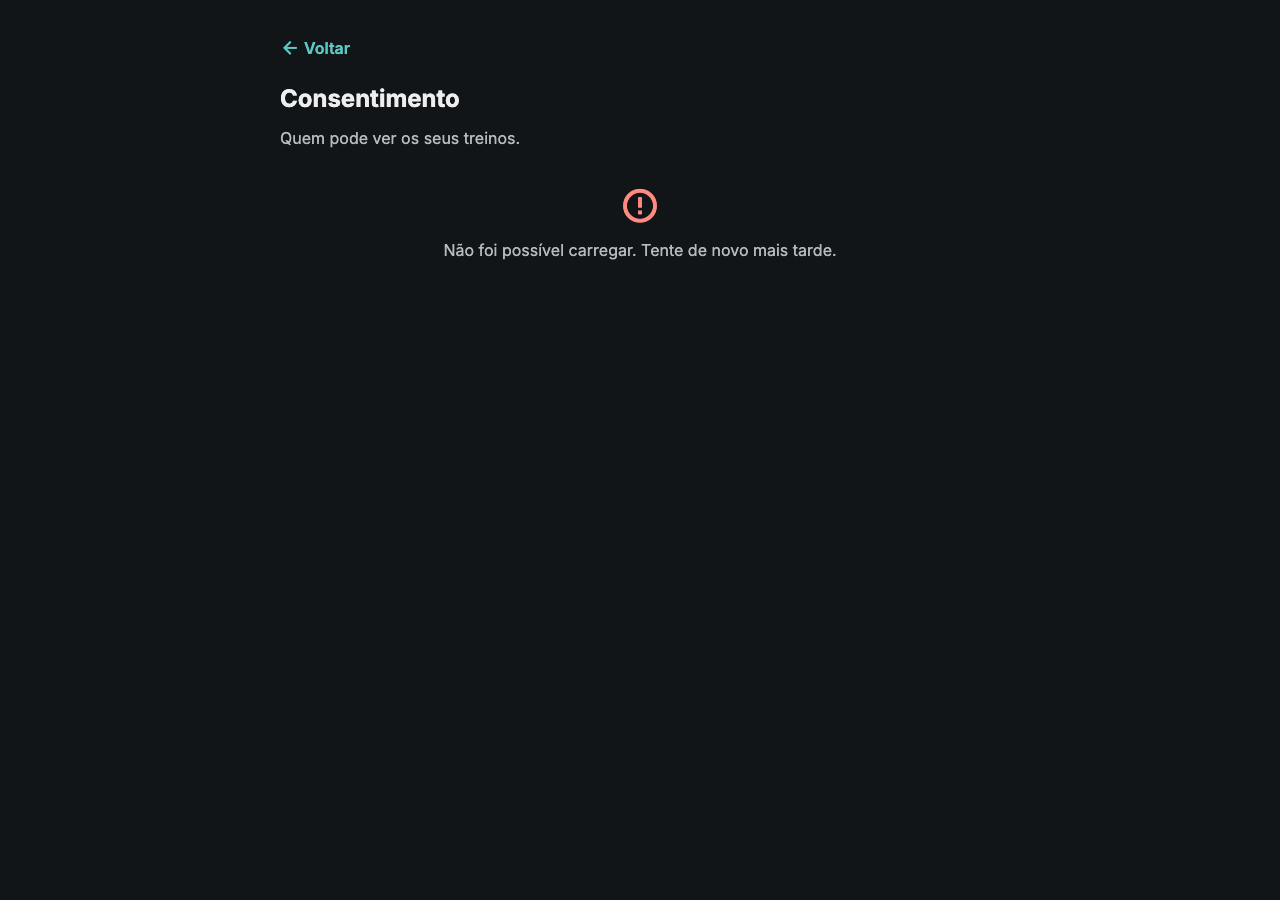 Voltar
Consentimento
Quem pode ver os seus treinos.
Não foi possível carregar. Tente de novo mais tarde.